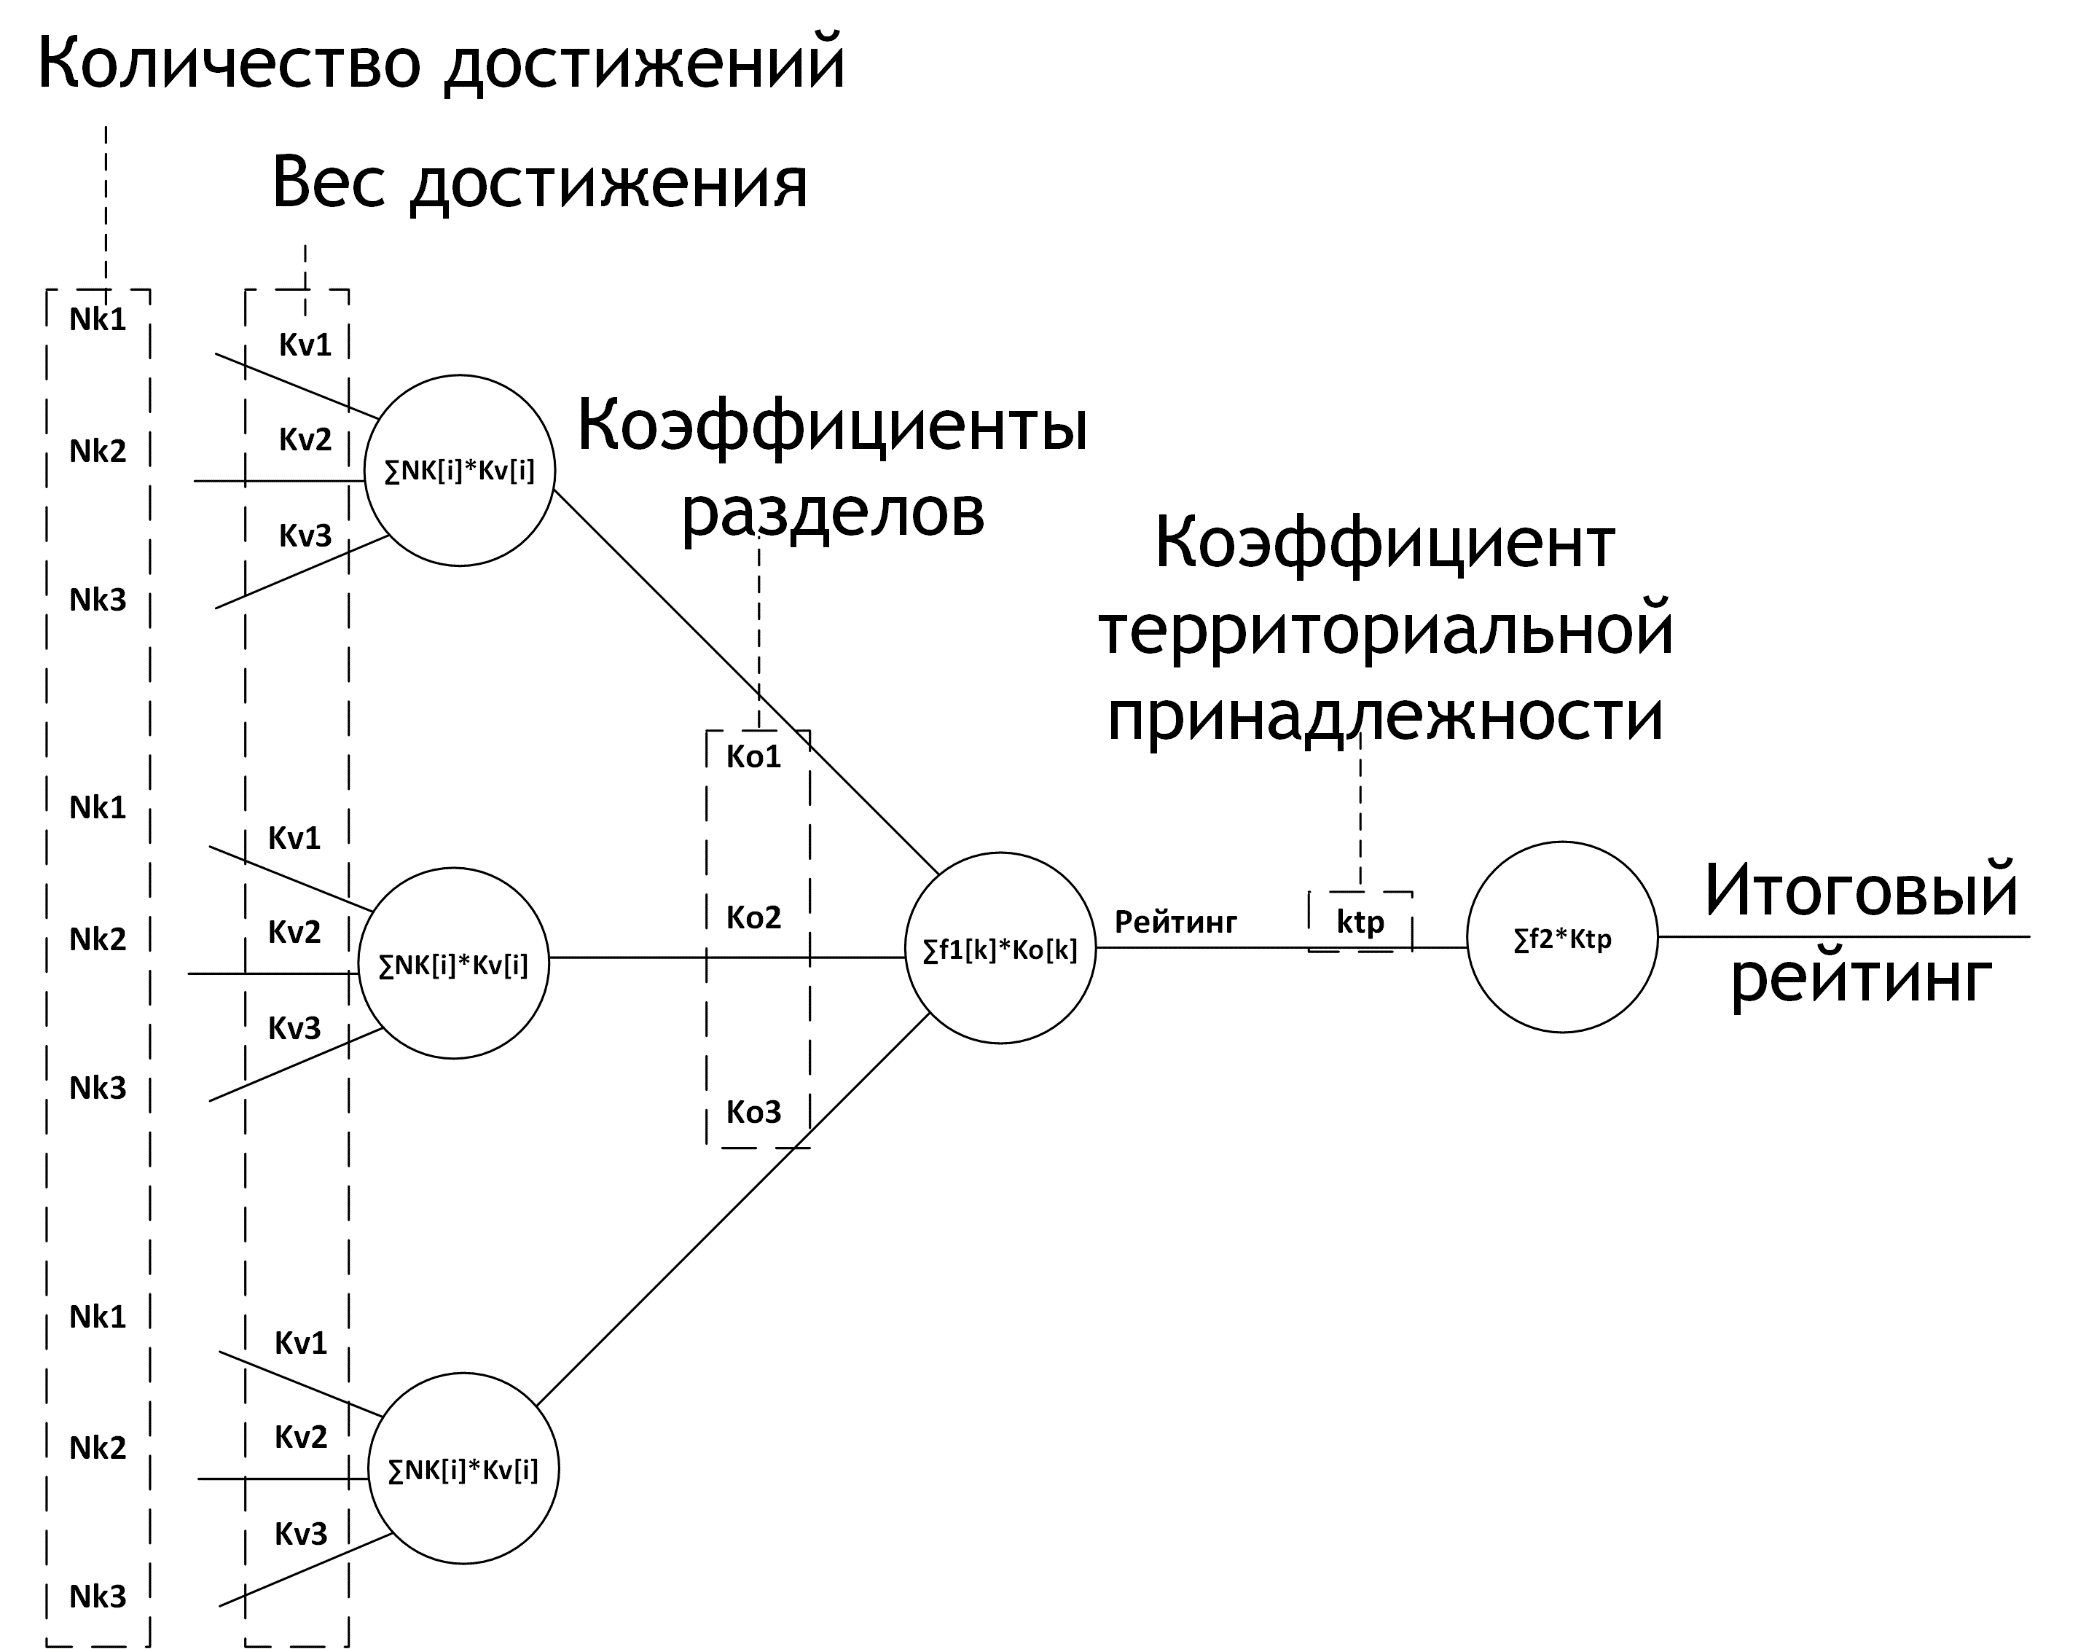 Количество достижений
Вес достижения
Nk1
Kv1
Nk2
Kv2
∑NK[i]*Kv[i]
Kv3
Nk3
Коэффициенты
разделов
Коэффициент
территориальной
принадлежности
Nk1
Kv1
Nk2
Kv2
∑NK[i]*Kv[i]
Kv3
Nk3
Ko1
Ko2
Ko3
∑f1[k]*Ko[k]
Рейтинг
ktp
∑f2*Ktp
Итоговый
рейтинг
Nk1
Kv1
Nk2
Kv2
∑NK[i]*Kv[i]
Kv3
Nk3